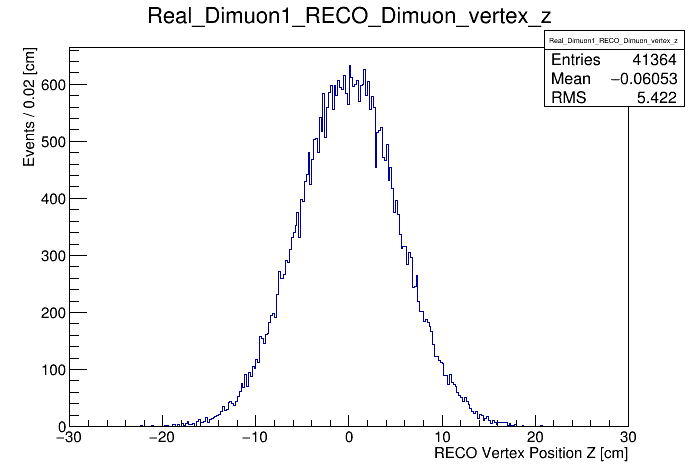 Real_Dimuon1_RECO_Dimuon_vertex_z
Real_Dimuon1_RECO_Dimuon_vertex_z
Entries 41364
Mean −0.06053
RMS 5.422
Events / 0.02 [cm]
600
500
400
300
200
100
0
−30 −20 −10 0 10 20 30
RECO Vertex Position Z [cm]